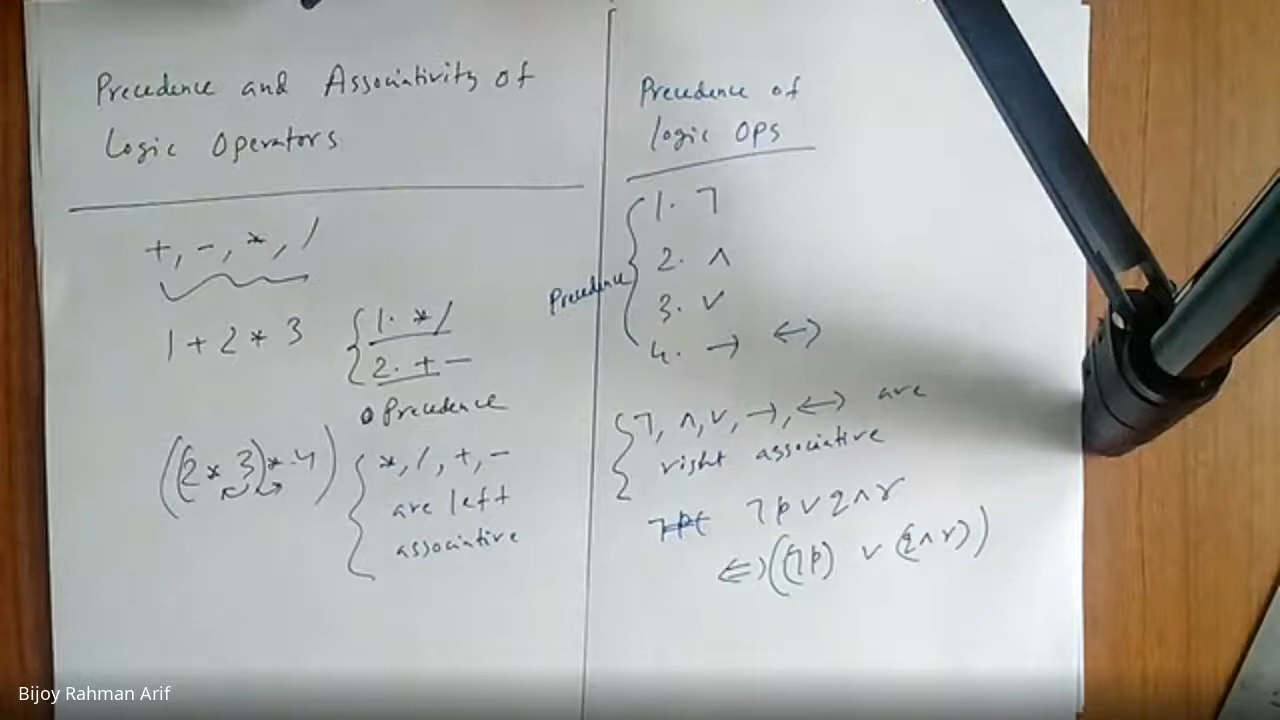 Precedence and Associativity of
Logic Operators
+, -, *, /
1 + 2 * 3
1. * /
2. + -
Precedence
((2 * 3) * 4)
*, /, +, -
are left
associative
Precedence of
logic Ops
Precedence
1. ¬
2. ∧
3. ∨
4. → ↔
¬, ∧, ∨, →, ↔ are
right associative
¬p ∨ q ∧ r
⇔ ((¬p) ∨ (q ∧ r))
Bijoy Rahman Arif